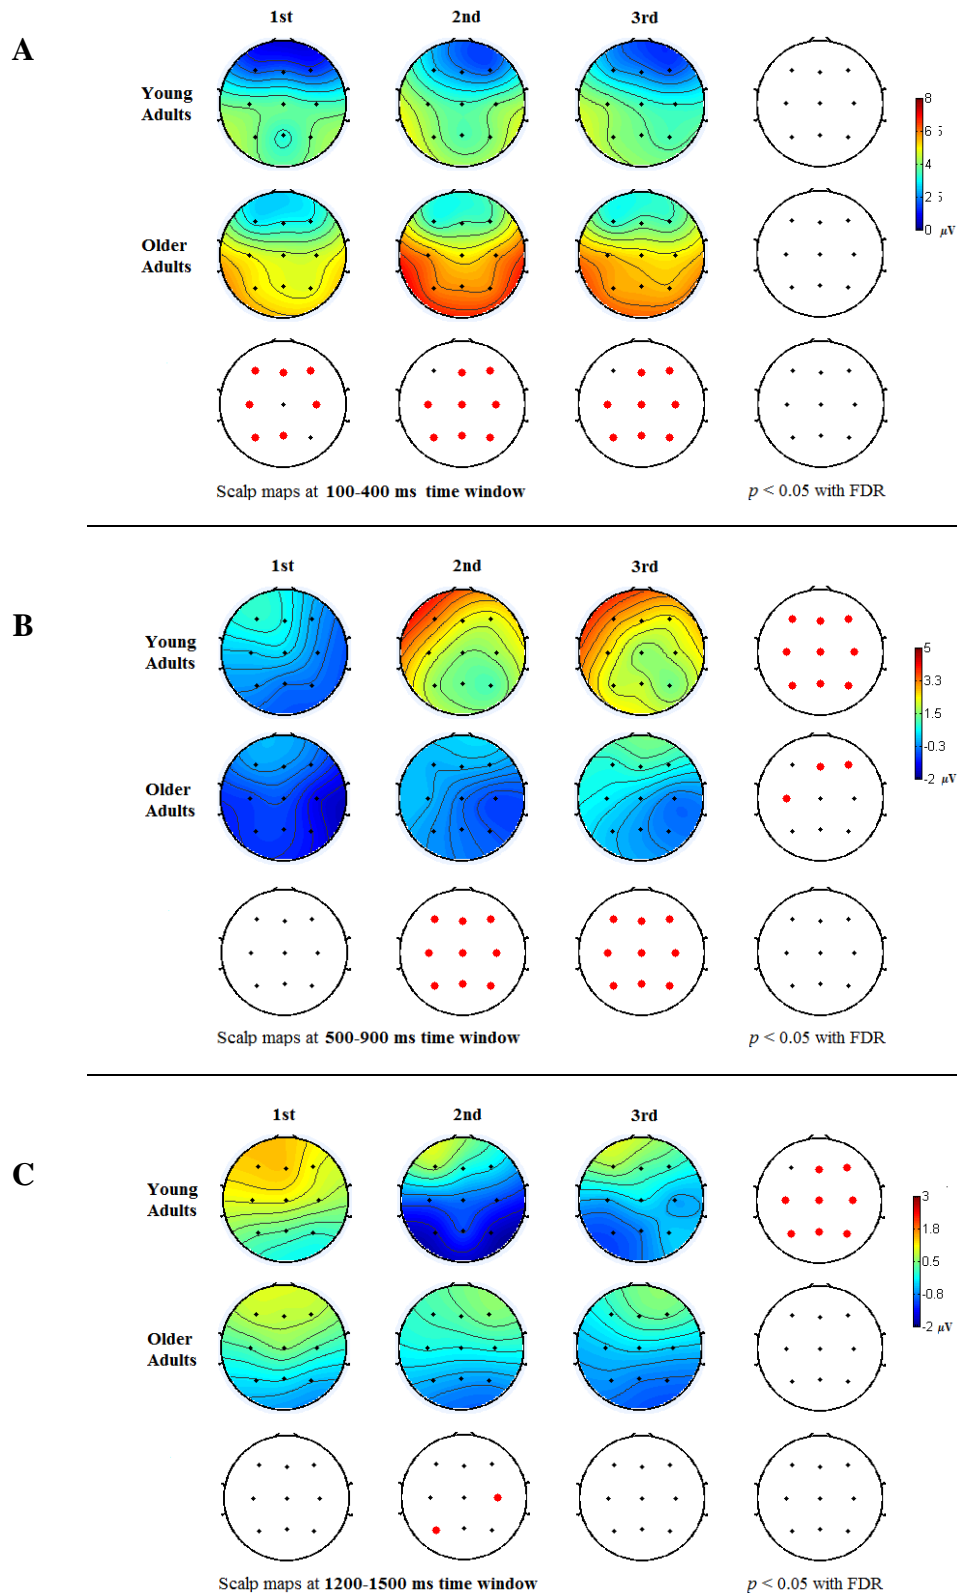 1st 2nd 3rd
A
Young
Adults
8
6 5
4
2 5
0 µV
Older
Adults
Scalp maps at 100-400 ms time window
p < 0.05 with FDR
1st 2nd 3rd
B
Young
Adults
5
3.3
1.5
-0.3
-2 µV
Older
Adults
Scalp maps at 500-900 ms time window
p < 0.05 with FDR
1st 2nd 3rd
C
Young
Adults
3
1.8
0.5
-0.8
-2 µV
Older
Adults
Scalp maps at 1200-1500 ms time window
p < 0.05 with FDR